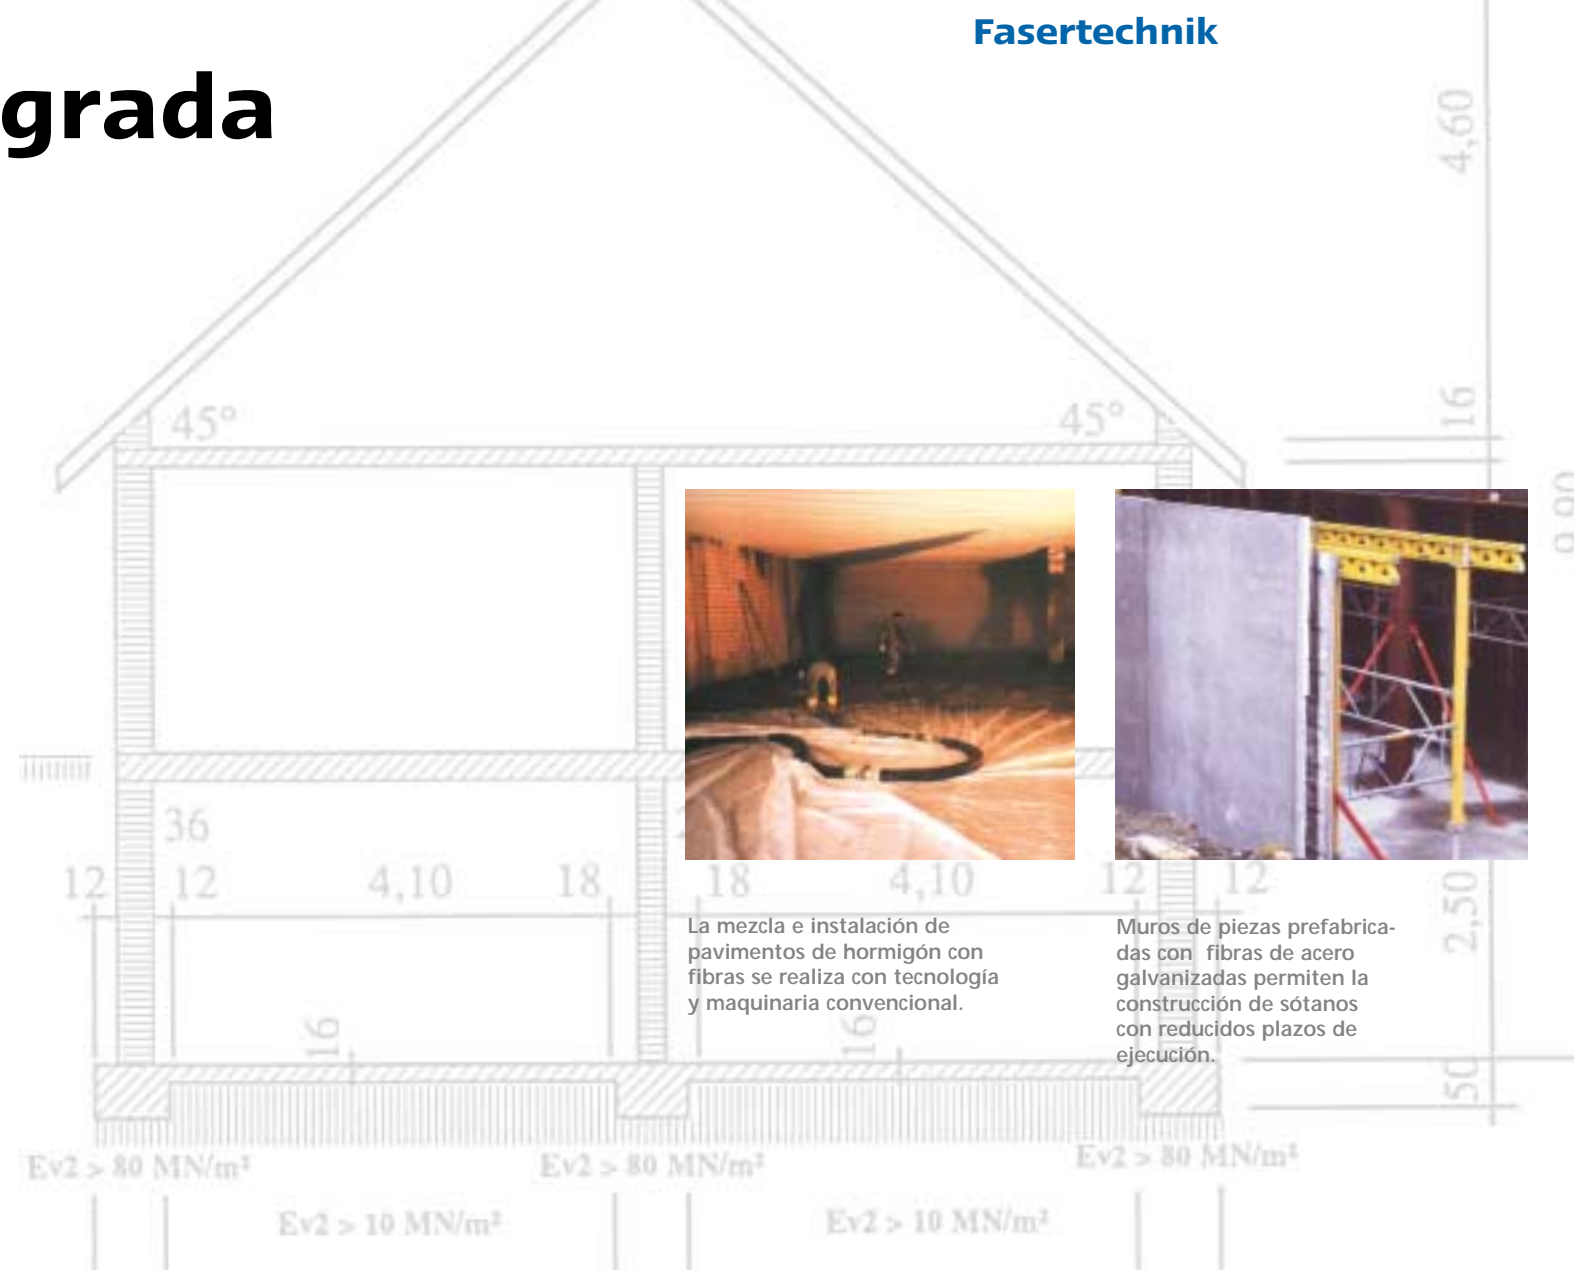 Fasertechnik
grada
4,60
45°
45°
16
36
12
12
4,10
18
18
4,10
12
12
2,50
La mezcla e instalación de
pavimentos de hormigón con
fibras se realiza con tecnología
y maquinaria convencional.
Muros de piezas prefabrica-
das con fibras de acero
galvanizadas permiten la
construcción de sótanos
con reducidos plazos de
ejecución.
16
16
50
Ev2 > 80 MN/m²
Ev2 > 80 MN/m²
Ev2 > 80 MN/m²
Ev2 > 10 MN/m²
Ev2 > 10 MN/m²